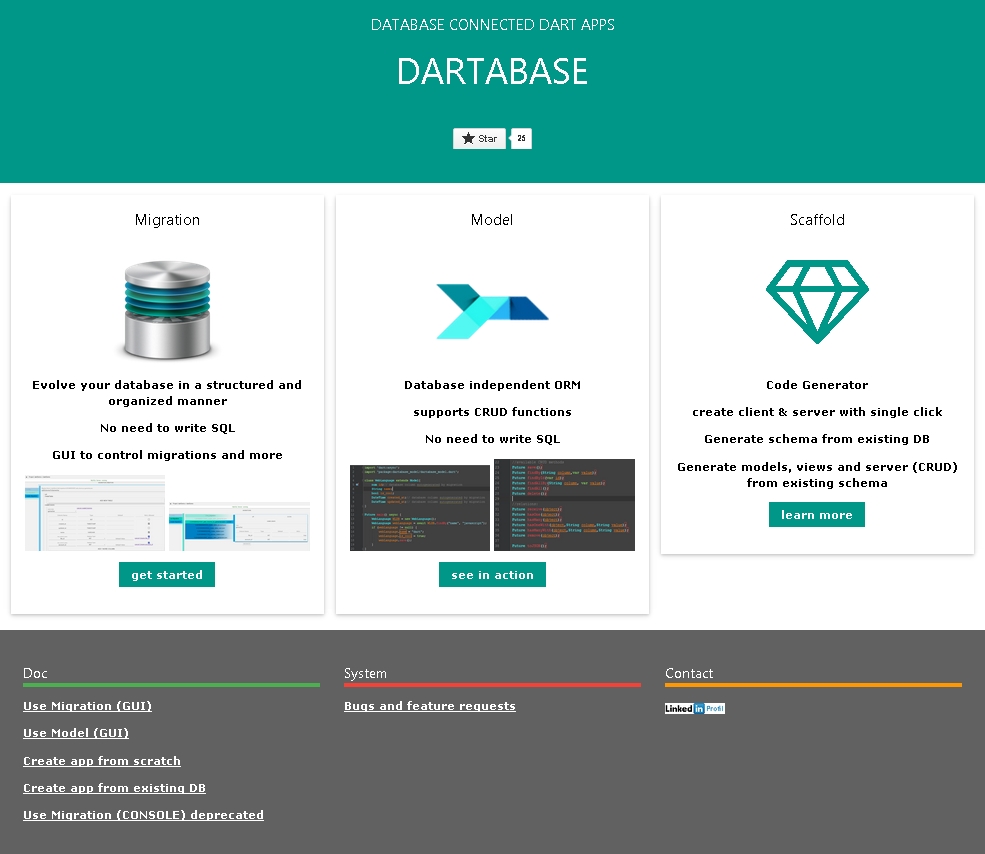 DATABASE CONNECTED DART APPS
DARTABASE
Star 25
Migration
Evolve your database in a structured and
organized manner
No need to write SQL
GUI to control migrations and more
get started
Model
Database independent ORM
supports CRUD functions
No need to write SQL
see in action
Scaffold
Code Generator
create client & server with single click
Generate schema from existing DB
Generate models, views and server (CRUD)
from existing schema
learn more
Doc
Use Migration (GUI)
Use Model (GUI)
Create app from scratch
Create app from existing DB
Use Migration (CONSOLE) deprecated
System
Bugs and feature requests
Contact
Linked in Profil